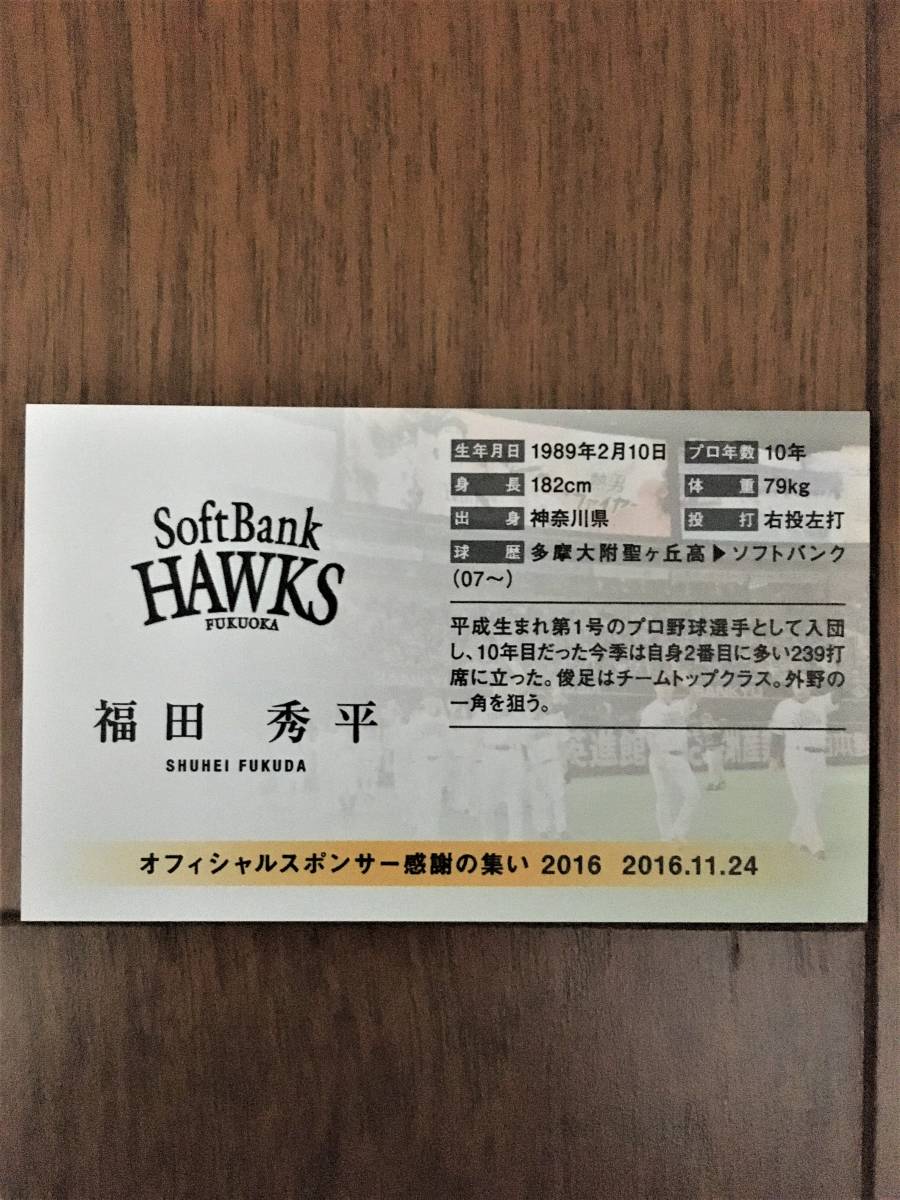 SoftBank
HAWKS
FUKUOKA
福田 秀平
SHUHEI FUKUDA
生年月日 1989年2月10日 プロ年数 10年
身長 182cm 体重 79kg
出身 神奈川県 投打 右投左打
球歴 多摩大附聖ヶ丘高▶ソフトバンク
(07〜)
平成生まれ第1号のプロ野球選手として入団
し、10年目だった今季は自身2番目に多い239打
席に立った。俊足はチームトップクラス。外野の
一角を狙う。
オフィシャルスポンサー感謝の集い 2016 2016.11.24